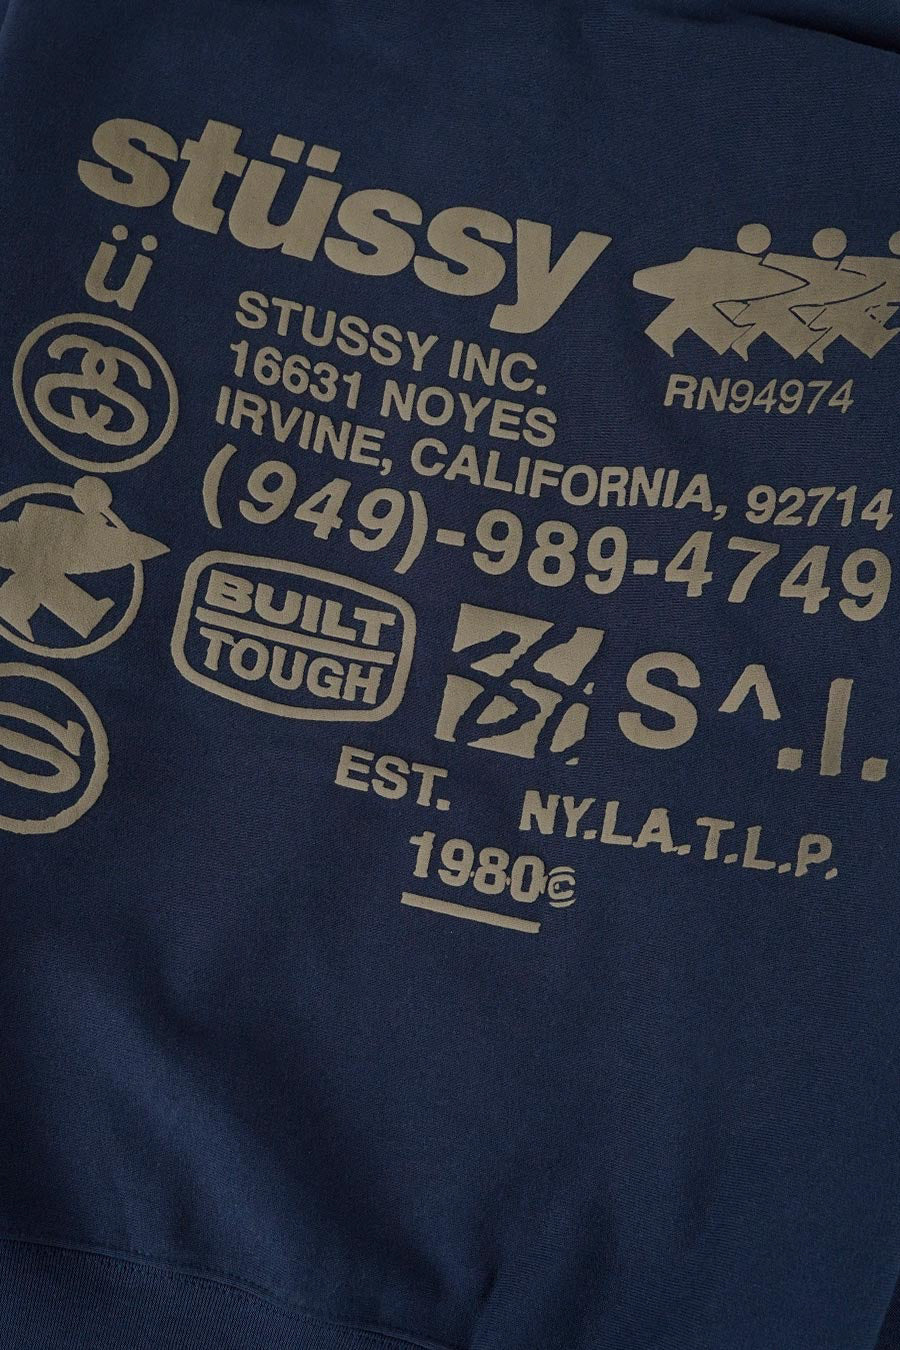 stüssy
ü
RN94974
STUSSY INC.
16631 NOYES
IRVINE, CALIFORNIA, 92714
(949)-989-4749
BUILT
TOUGH
S^.I.
EST.
NY.LA.T.L.P.
1980©